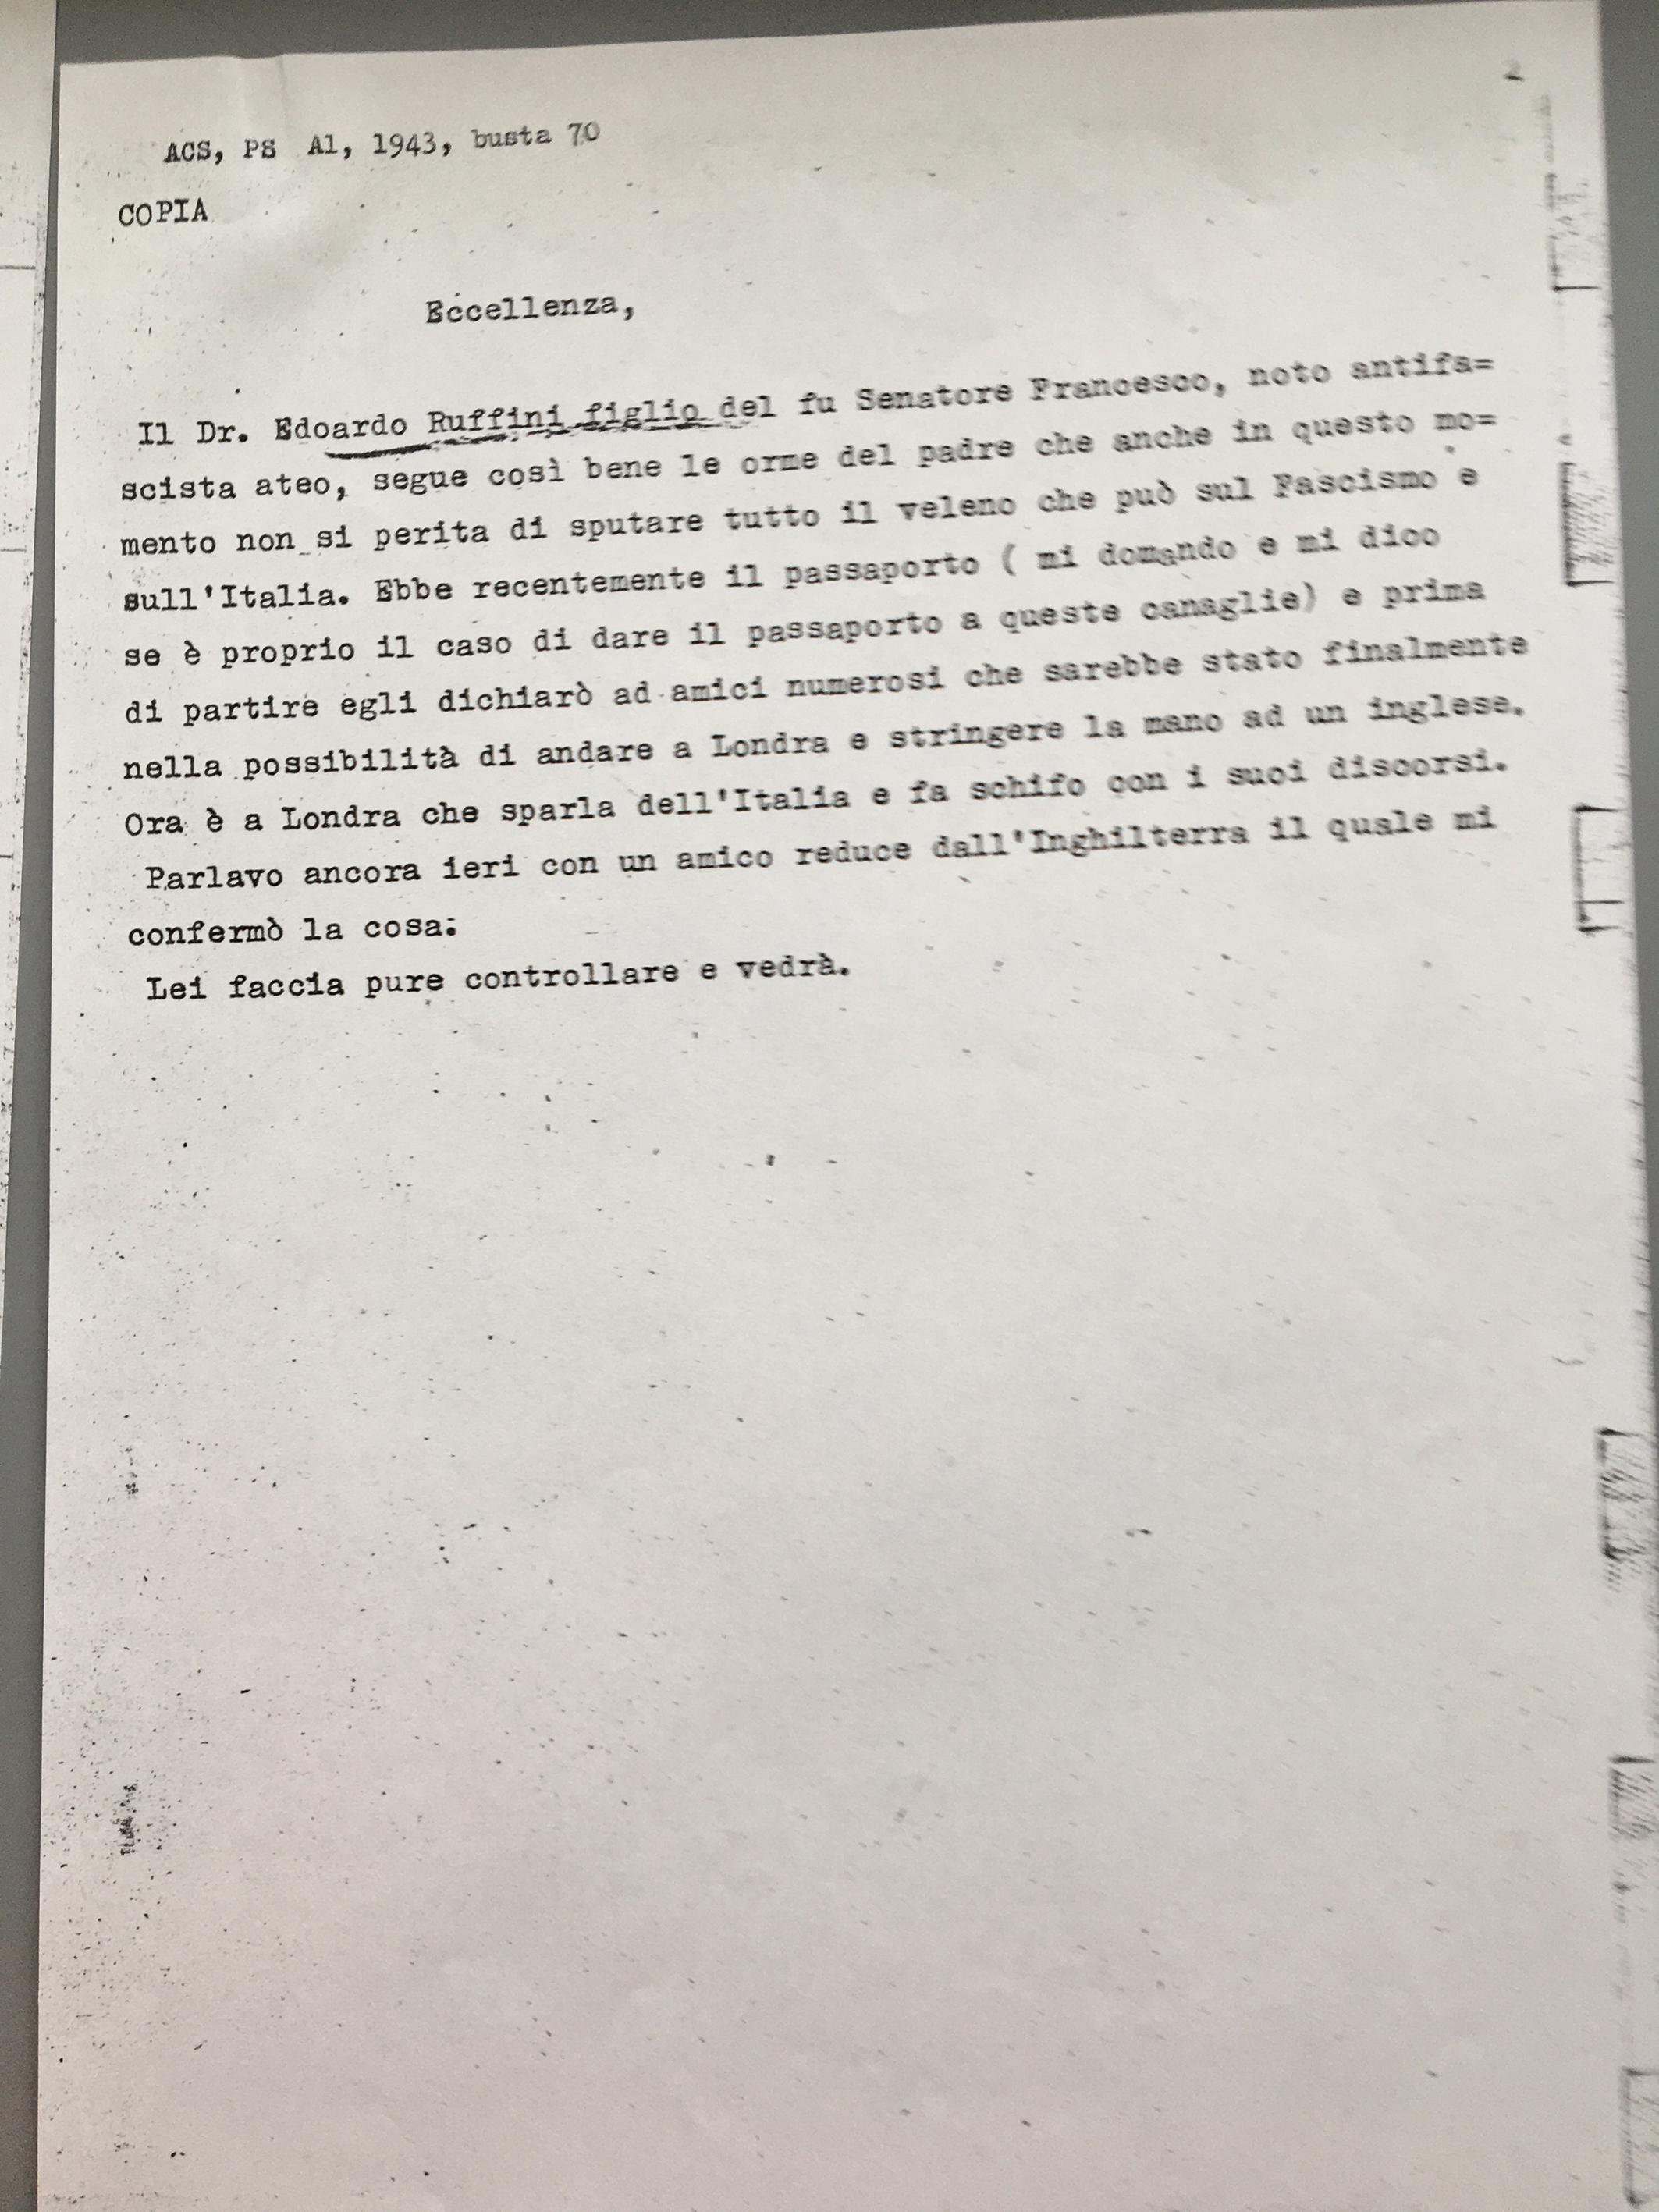 2
ACS, PS A1, 1943, busta 70
COPIA
Eccellenza,
Il Dr. Edoardo Ruffini figlio del fu Senatore Francesco, noto antifa=
scista ateo, segue così bene le orme del padre che anche in questo mo=
mento non si perita di sputare tutto il veleno che può sul Fascismo e
sull'Italia. Ebbe recentemente il passaporto ( mi domando e mi dico
se è proprio il caso di dare il passaporto a queste canaglie) e prima
di partire egli dichiarò ad amici numerosi che sarebbe stato finalmente
nella possibilità di andare a Londra e stringere la mano ad un inglese.
Ora è a Londra che sparla dell'Italia e fa schifo con i suoi discorsi.
Parlavo ancora ieri con un amico reduce dall'Inghilterra il quale mi
confermò la cosa:
Lei faccia pure controllare e vedrà.